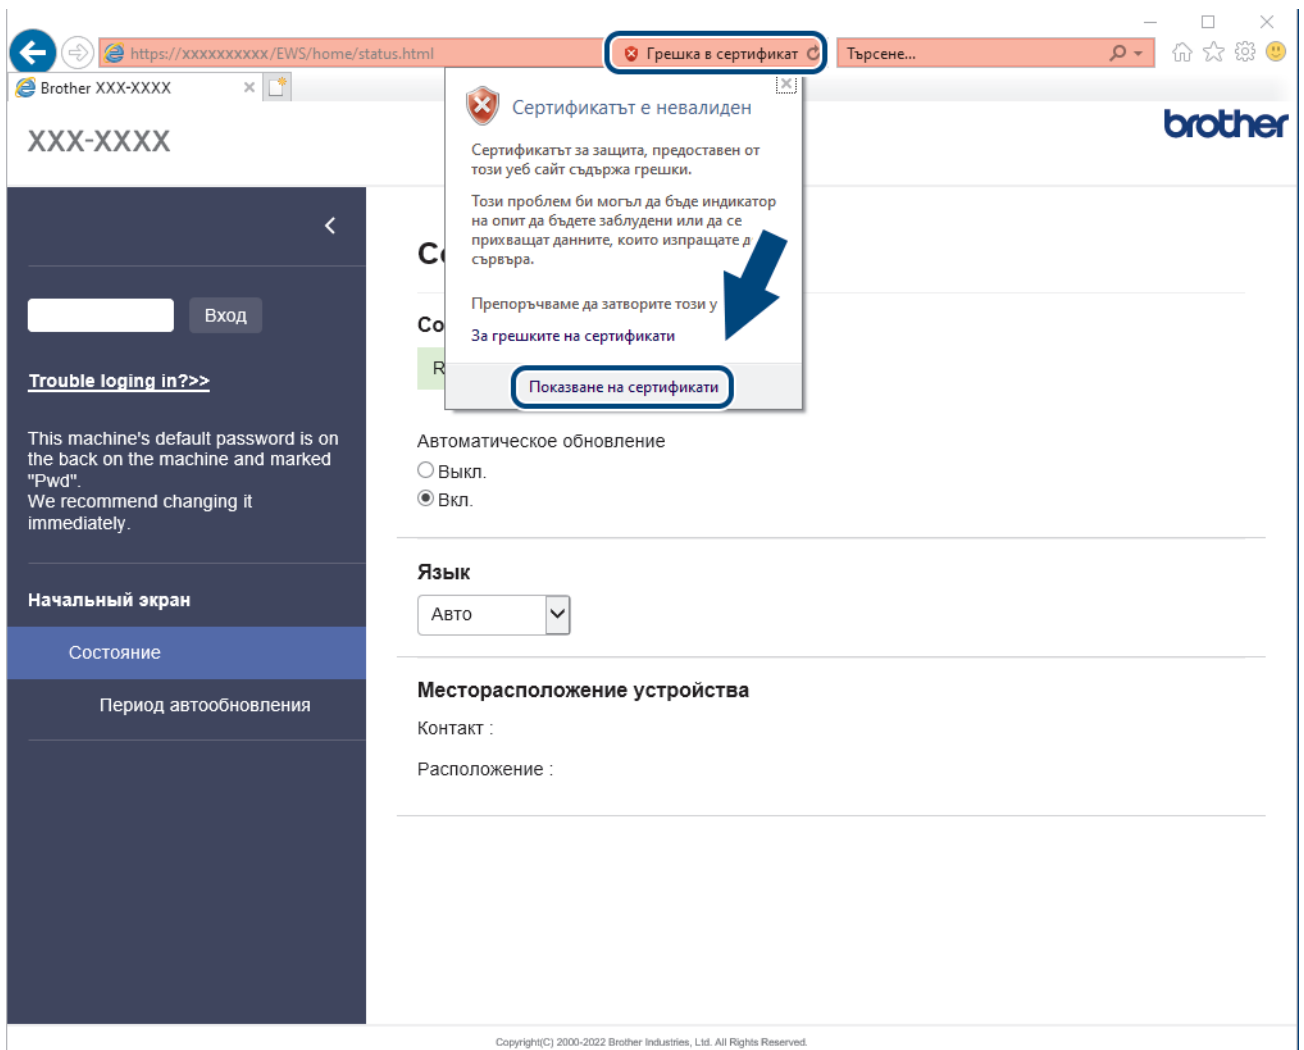 https://xxxxxxxxxx/EWS/home/status.html
Грешка в сертификат
Търсене...
Brother XXX-XXXX
XXX-XXXX
brother
Сертификатът е невалиден
Сертификатът за защита, предоставен от
този уеб сайт съдържа грешки.
Този проблем би могъл да бъде индикатор
на опит да бъдете заблудени или да се
прихващат данните, които изпращате д
сървъра.
Препоръчваме да затворите този у
За грешките на сертификати
Показване на сертификати
Вход
Trouble loging in?>>
This machine's default password is on
the back on the machine and marked
"Pwd".
We recommend changing it
immediately.
Начальный экран
Состояние
Период автообновления
Со
R
Автоматическое обновление
Выкл.
Вкл.
Язык
Авто
Месторасположение устройства
Контакт :
Расположение :
Copyright(C) 2000-2022 Brother Industries, Ltd. All Rights Reserved.